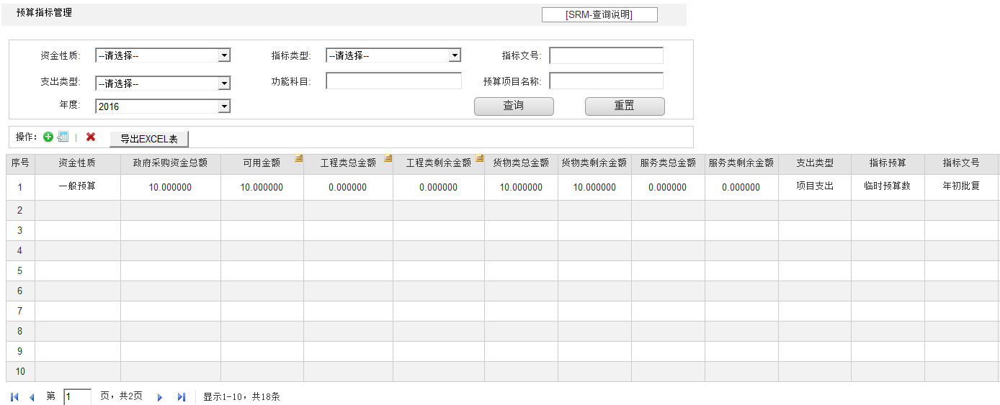 预算指标管理 [SRM-查询说明]
资金性质: --请选择-- 指标类型: --请选择-- 指标文号:
支出类型: --请选择-- 功能科目: 预算项目名称:
年度: 2016 查询 重置
操作: | 导出EXCEL表
序号 资金性质 政府采购资金总额 可用金额 工程类总金额 工程类剩余金额 货物类总金额 货物类剩余金额 服务类总金额 服务类剩余金额 支出类型 指标预算 指标文号
1 一般预算 10.000000 10.000000 0.000000 0.000000 10.000000 10.000000 0.000000 0.000000 项目支出 临时预算数 年初批复
2
3
4
5
6
7
8
9
10
第 1 页，共2页 显示1-10，共18条